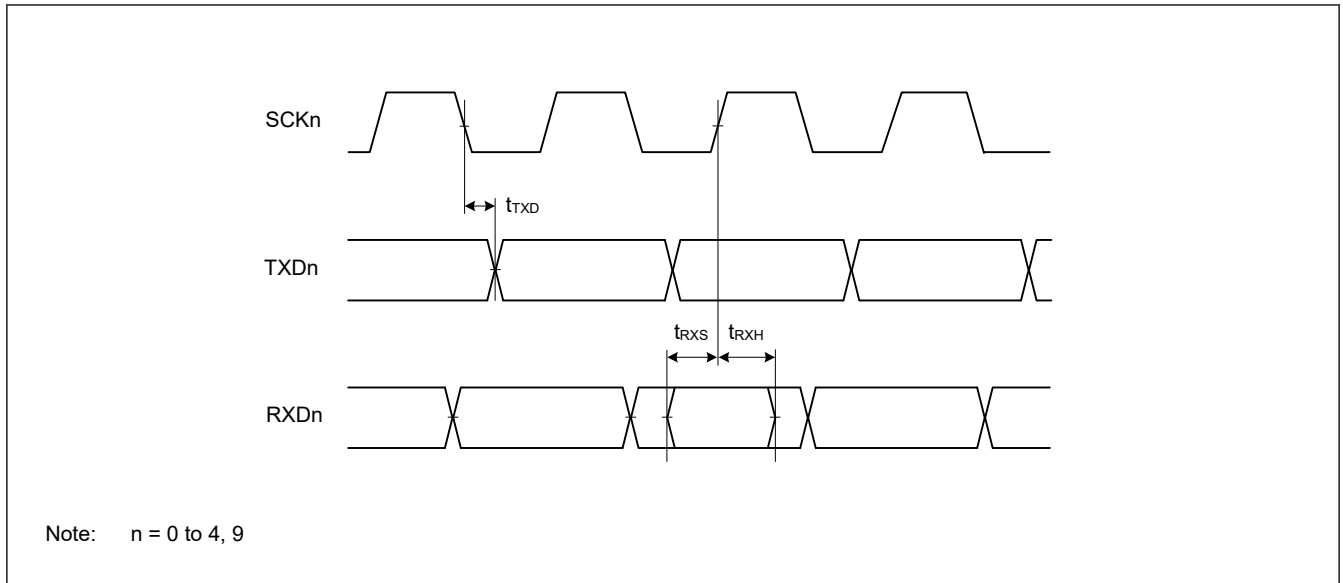 SCKn
tTXD
TXDn
tRXS tRXH
RXDn
Note: n = 0 to 4, 9